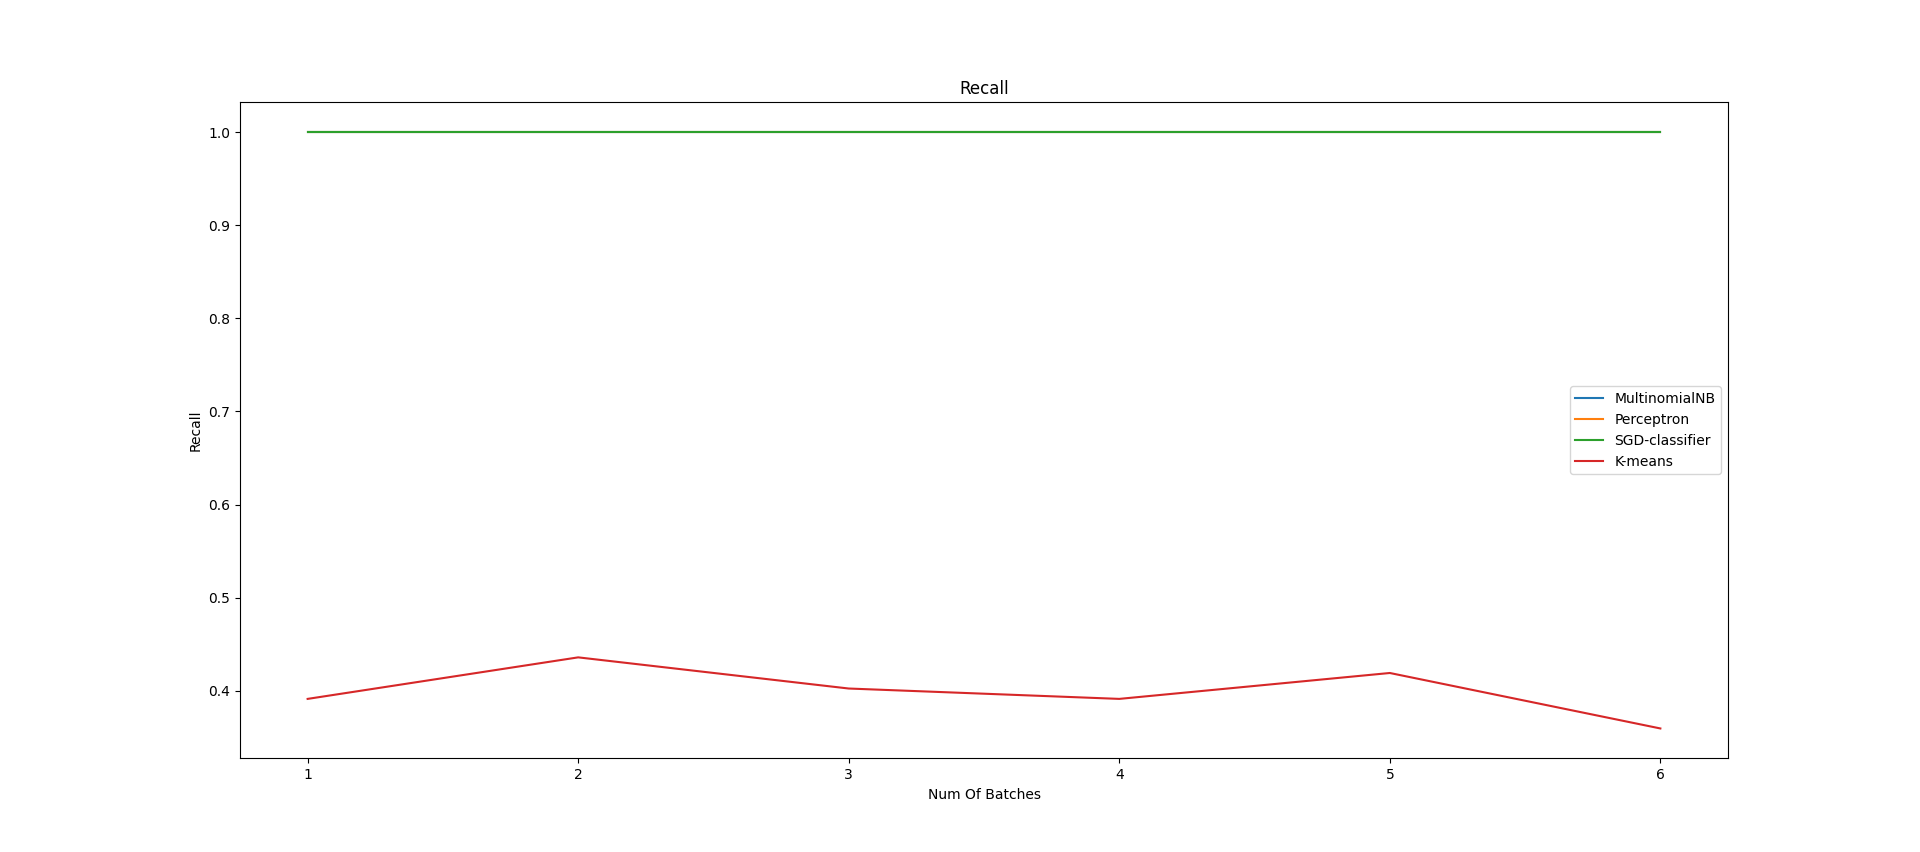 Recall
1.0
0.9
0.8
0.7
0.6
0.5
0.4
Recall
MultinomialNB
Perceptron
SGD-classifier
K-means
1 2 3 4 5 6
Num Of Batches